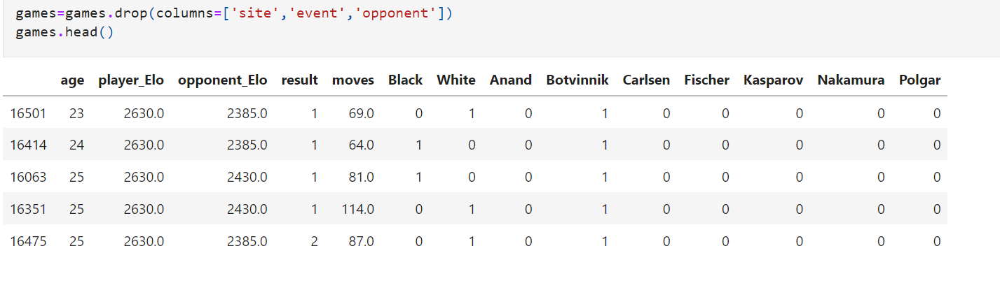 games=games.drop(columns=['site','event','opponent'])
games.head()
age player_Elo opponent_Elo result moves Black White Anand Botvinnik Carlsen Fischer Kasparov Nakamura Polgar
16501 23 2630.0 2385.0 1 69.0 0 1 0 1 0 0 0 0 0
16414 24 2630.0 2385.0 1 64.0 1 0 0 1 0 0 0 0 0
16063 25 2630.0 2430.0 1 81.0 1 0 0 1 0 0 0 0 0
16351 25 2630.0 2430.0 1 114.0 0 1 0 1 0 0 0 0 0
16475 25 2630.0 2385.0 2 87.0 0 1 0 1 0 0 0 0 0